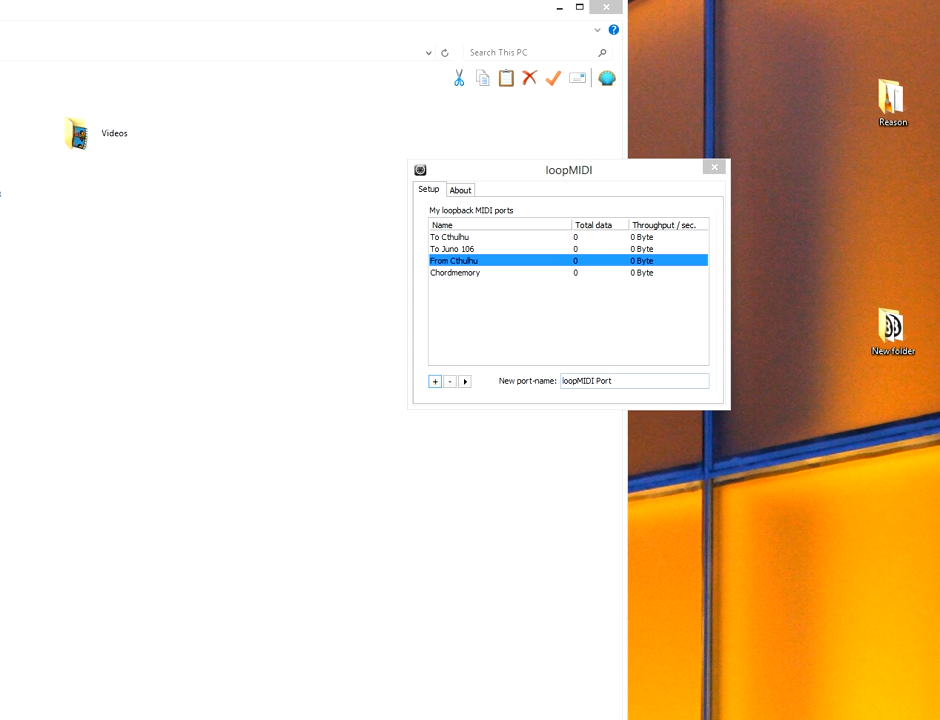 Search This PC
Videos
Reason
loopMIDI
Setup About
My loopback MIDI ports
Name Total data Throughput / sec.
To Cthulhu 0 0 Byte
To Juno 106 0 0 Byte
From Cthulhu 0 0 Byte
Chordmemory 0 0 Byte
New folder
+ - New port-name: loopMIDI Port